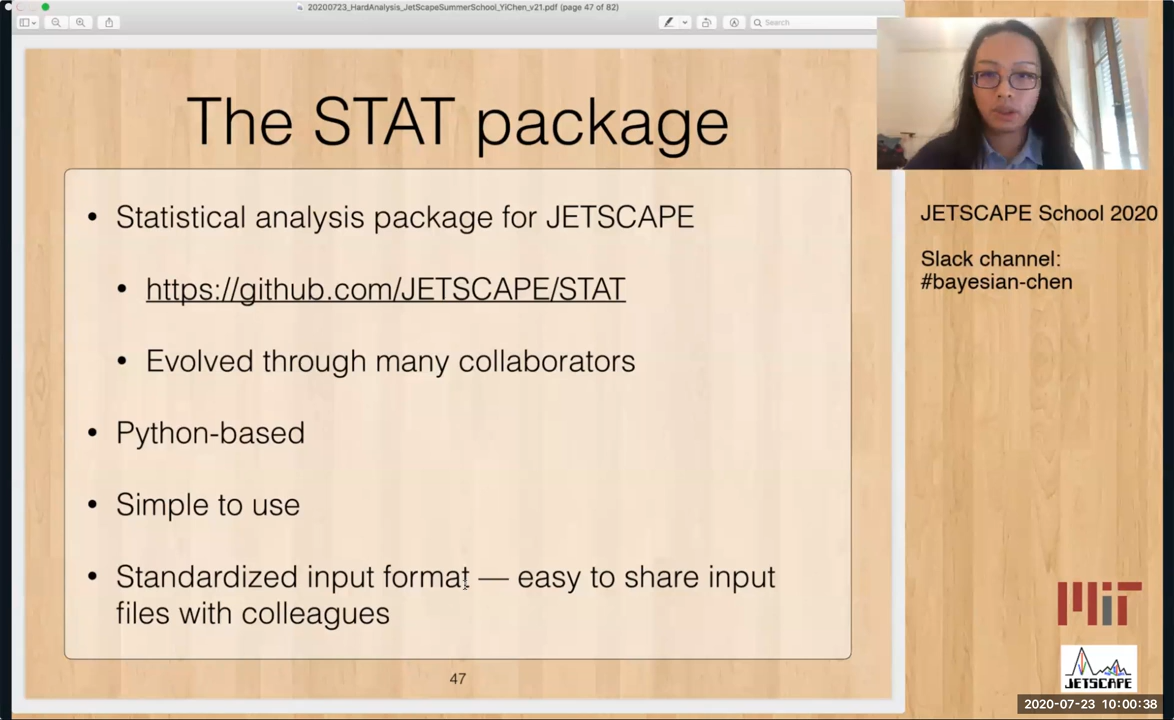 20200723_HardAnalysis_JetScapeSummerSchool_YiChen_v21.pdf (page 47 of 82)
Search
The STAT package
• Statistical analysis package for JETSCAPE
• https://github.com/JETSCAPE/STAT
• Evolved through many collaborators
• Python-based
• Simple to use
• Standardized input format — easy to share input
files with colleagues
47
JETSCAPE School 2020
Slack channel:
#bayesian-chen
MIT
JETSCAPE
2020-07-23 10:00:38